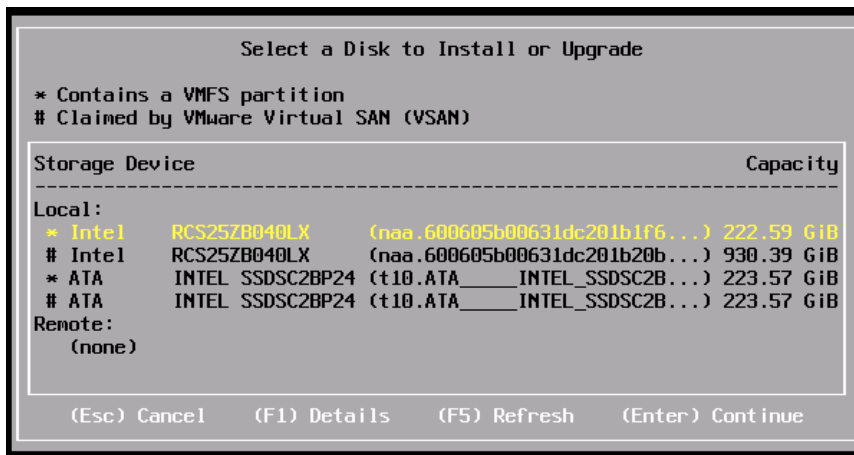 Select a Disk to Install or Upgrade
* Contains a VMFS partition
# Claimed by VMware Virtual SAN (VSAN)
Storage Device Capacity
--------------------------------------------------------------------------------
Local:
* Intel RCS25ZB040LX (naa.600605b00631dc201b1f6...) 222.59 GiB
# Intel RCS25ZB040LX (naa.600605b00631dc201b20b...) 930.39 GiB
* ATA INTEL SSDSC2BP24 (t10.ATA_____INTEL_SSDSC2B...) 223.57 GiB
# ATA INTEL SSDSC2BP24 (t10.ATA_____INTEL_SSDSC2B...) 223.57 GiB
Remote:
(none)
(Esc) Cancel (F1) Details (F5) Refresh (Enter) Continue